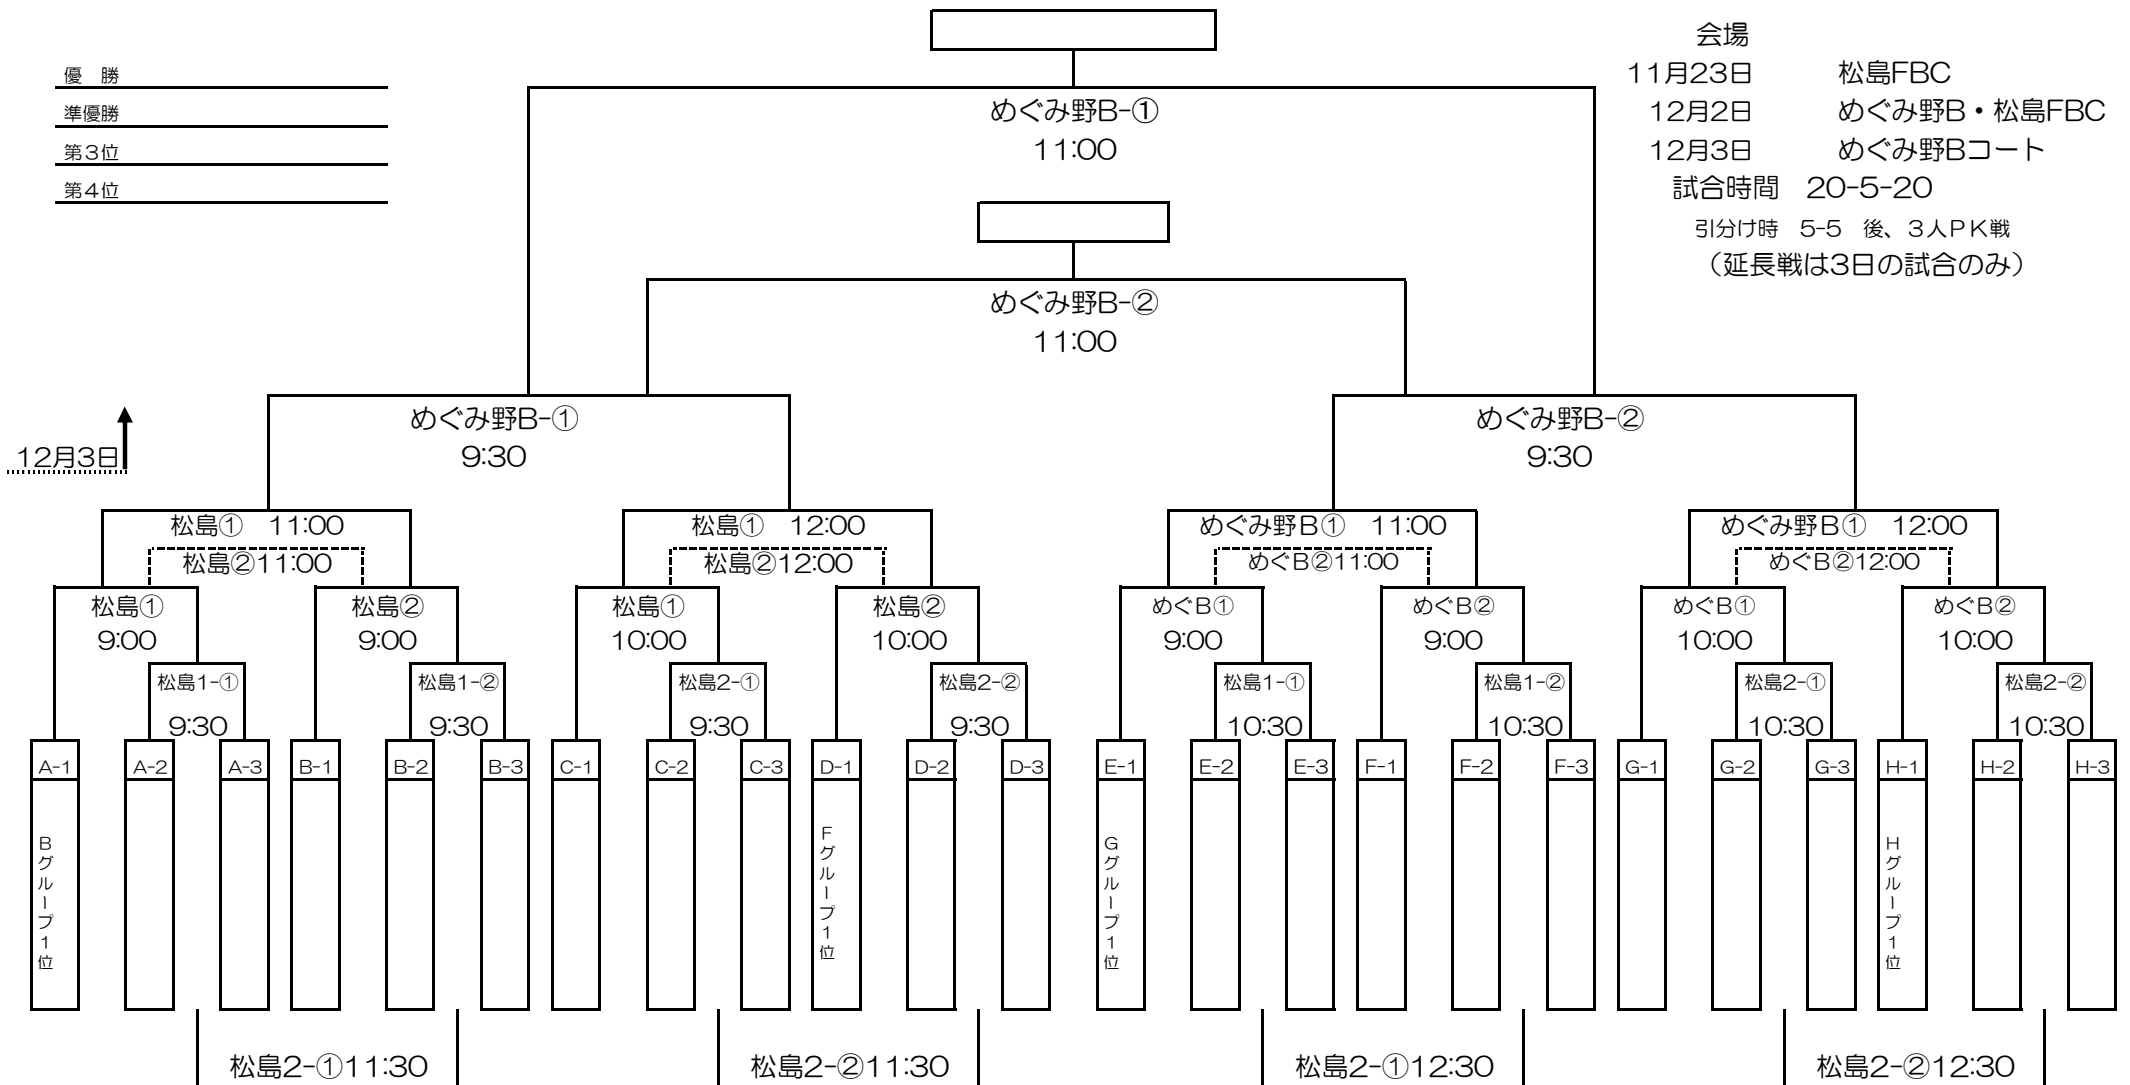 会場
優　勝
準優勝
第3位
第4位
11月23日　松島FBC
12月2日　めぐみ野B・松島FBC
12月3日　めぐみ野Bコート
試合時間　20-5-20
引分け時　5-5　後、3人PK戦
（延長戦は3日の試合のみ）
めぐみ野B-①
11:00
めぐみ野B-②
11:00
12月3日
めぐみ野B-①
9:30
めぐみ野B-②
9:30
松島①　11:00
松島①　12:00
めぐみ野B①　11:00
めぐみ野B①　12:00
松島②11:00
松島②12:00
めぐB②11:00
めぐB②12:00
松島①
松島②
松島①
松島②
めぐB①
めぐB②
めぐB①
めぐB②
9:00
9:00
10:00
10:00
9:00
9:00
10:00
10:00
松島1-①
松島1-②
松島2-①
松島2-②
松島1-①
松島1-②
松島2-①
松島2-②
9:30
9:30
9:30
9:30
10:30
10:30
10:30
10:30
A-1
A-2
A-3
B-1
B-2
B-3
C-1
C-2
C-3
D-1
D-2
D-3
E-1
E-2
E-3
F-1
F-2
F-3
G-1
G-2
G-3
H-1
H-2
H-3
Bグループ1位
Fグループ1位
Gグループ1位
Hグループ1位
松島2-①11:30
松島2-②11:30
松島2-①12:30
松島2-②12:30